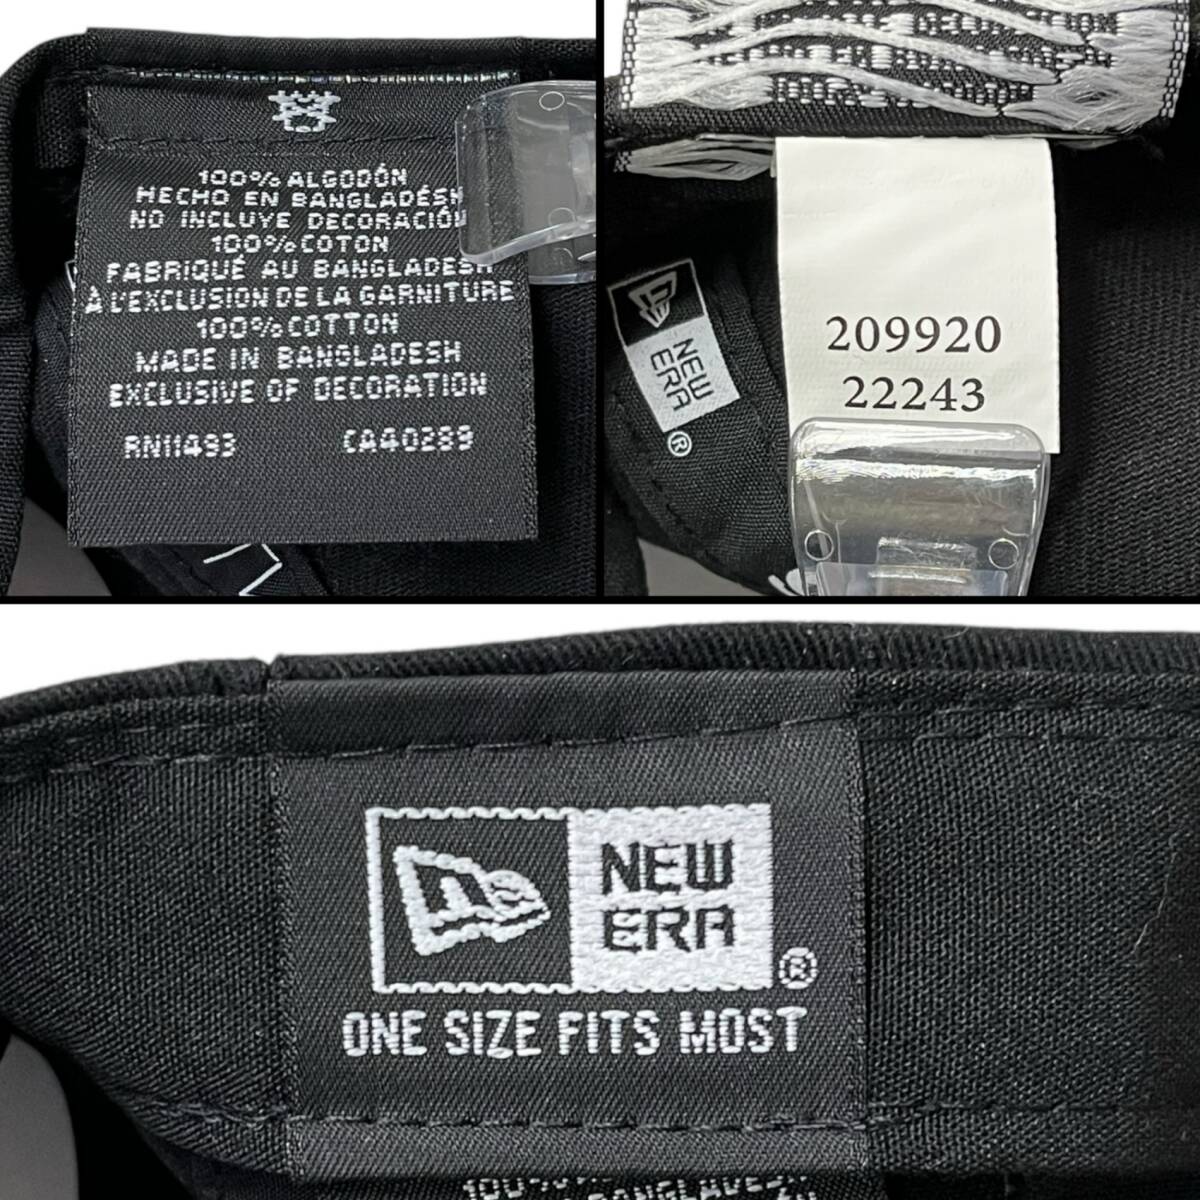 100% ALGODÓN
HECHO EN BANGLADÉSH
NO INCLUYE DECORACIÓN
100% COTON
FABRIQUÉ AU BANGLADESH
À L'EXCLUSION DE LA GARNITURE
100% COTTON
MADE IN BANGLADESH
EXCLUSIVE OF DECORATION
RN11493 CA40289
209920
22243
NEW
ERA
®
NEW
ERA
®
ONE SIZE FITS MOST